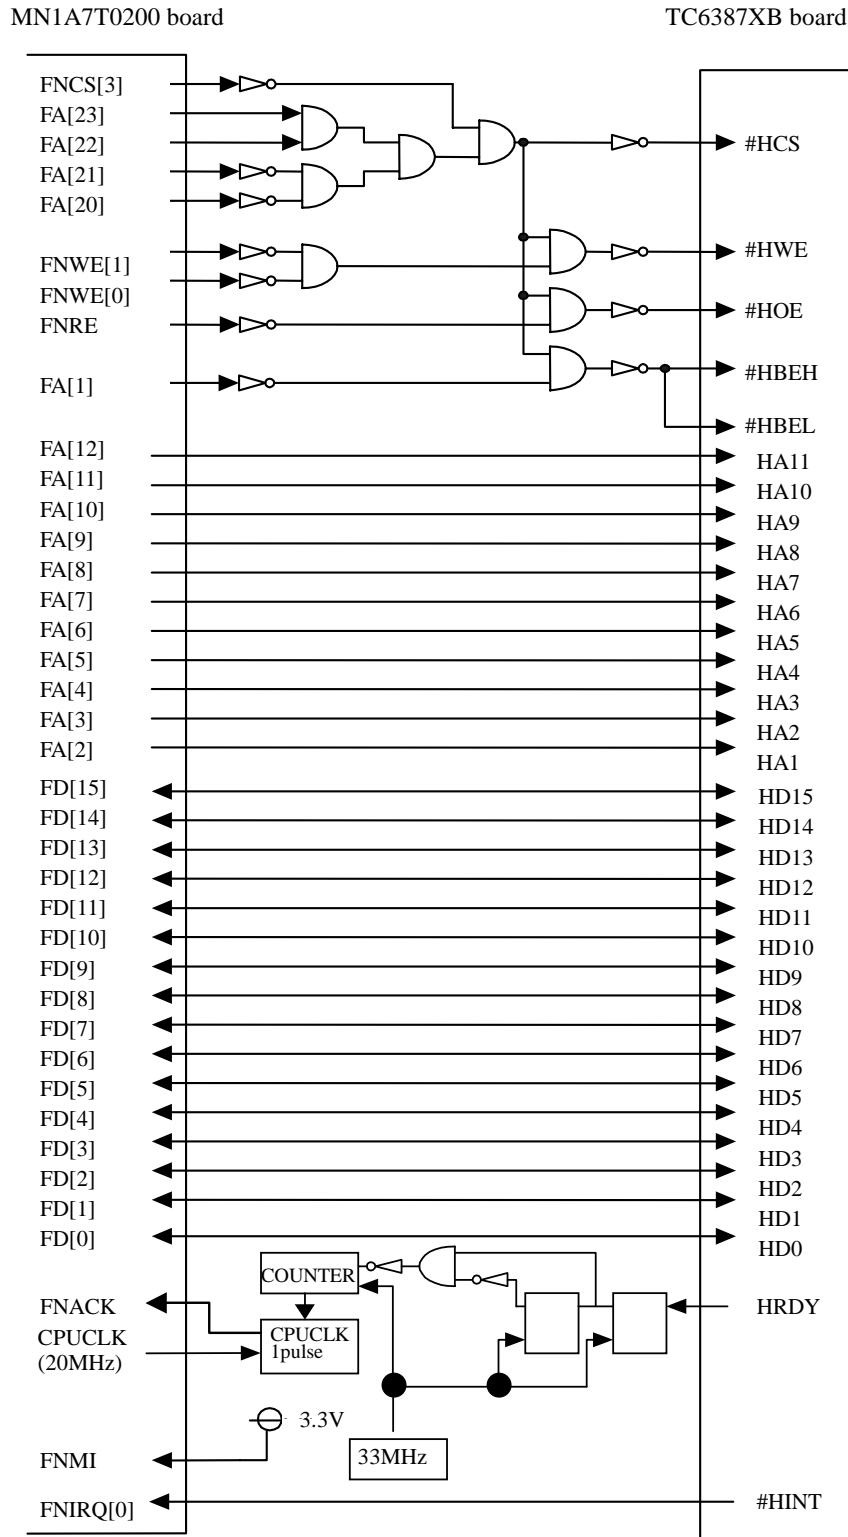 MN1A7T0200 board TC6387XB board
FNCS[3]
FA[23]
FA[22] #HCS
FA[21]
FA[20]
FNWE[1] #HWE
FNWE[0]
FNRE #HOE
FA[1] #HBEH
#HBEL
FA[12] HA11
FA[11] HA10
FA[10] HA9
FA[9] HA8
FA[8] HA7
FA[7] HA6
FA[6] HA5
FA[5] HA4
FA[4] HA3
FA[3] HA2
FA[2] HA1
FD[15] HD15
FD[14] HD14
FD[13] HD13
FD[12] HD12
FD[11] HD11
FD[10] HD10
FD[9] HD9
FD[8] HD8
FD[7] HD7
FD[6] HD6
FD[5] HD5
FD[4] HD4
FD[3] HD3
FD[2] HD2
FD[1] HD1
FD[0] HD0
COUNTER
FNACK HRDY
CPUCLK CPUCLK
(20MHz) 1pulse
3.3V
FNMI 33MHz
FNIRQ[0] #HINT